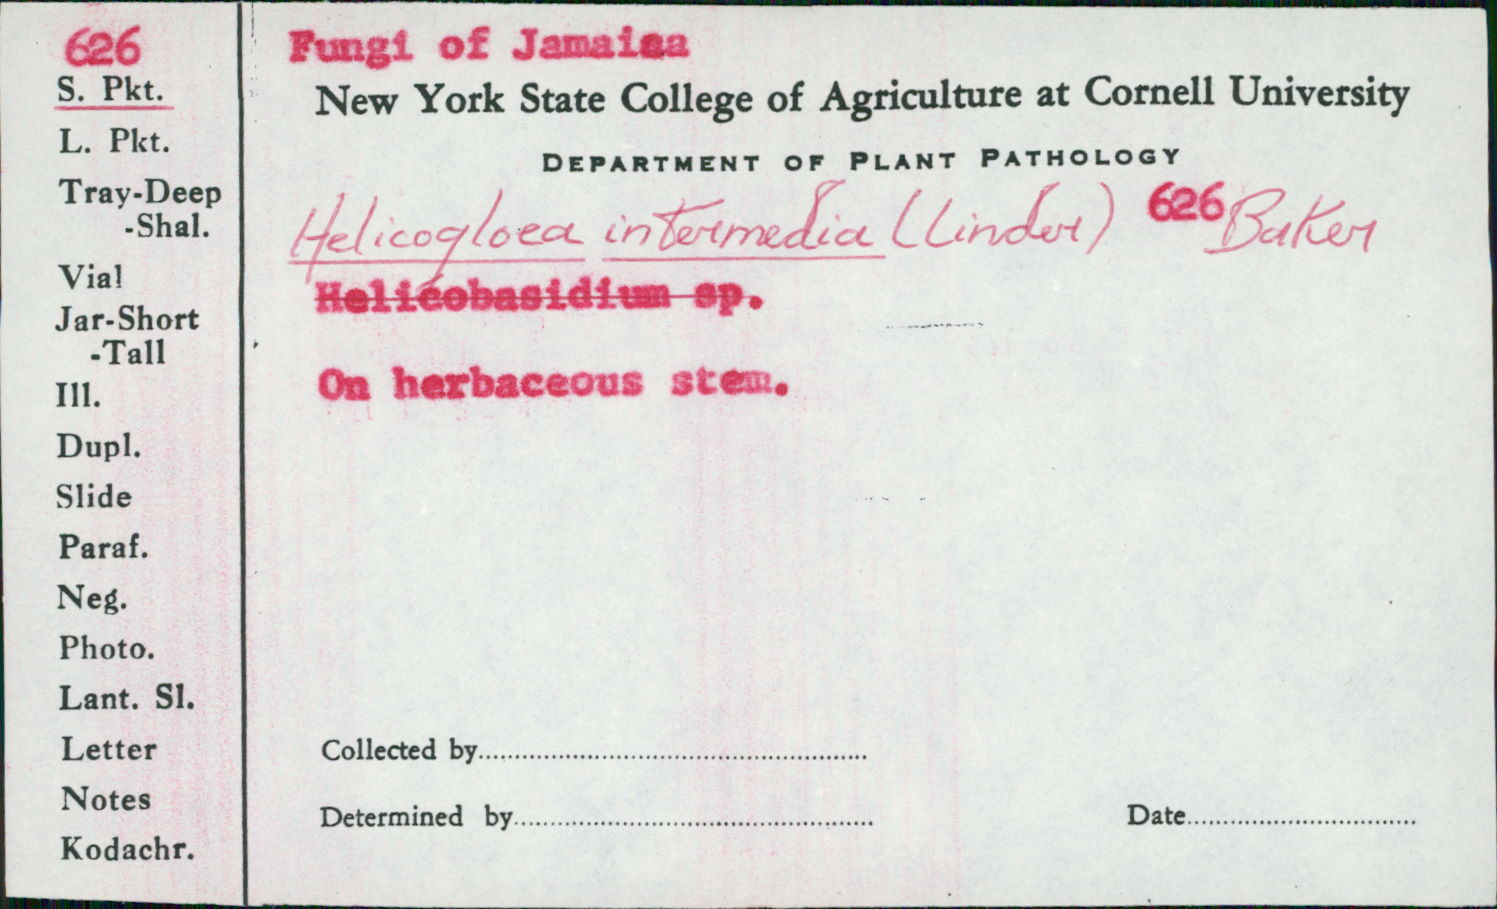 626
S. Pkt.
L. Pkt.
Tray-Deep
-Shal.
Vial
Jar-Short
-Tall
Ill.
Dupl.
Slide
Paraf.
Neg.
Photo.
Lant. Sl.
Letter
Notes
Kodachr.
Fungi of Jamaica
New York State College of Agriculture at Cornell University
DEPARTMENT OF PLANT PATHOLOGY
Helicogloea intermedia (Linder) 626 Baker
Helicobasidium sp.
On herbaceous stem.
Collected by
Determined by
Date